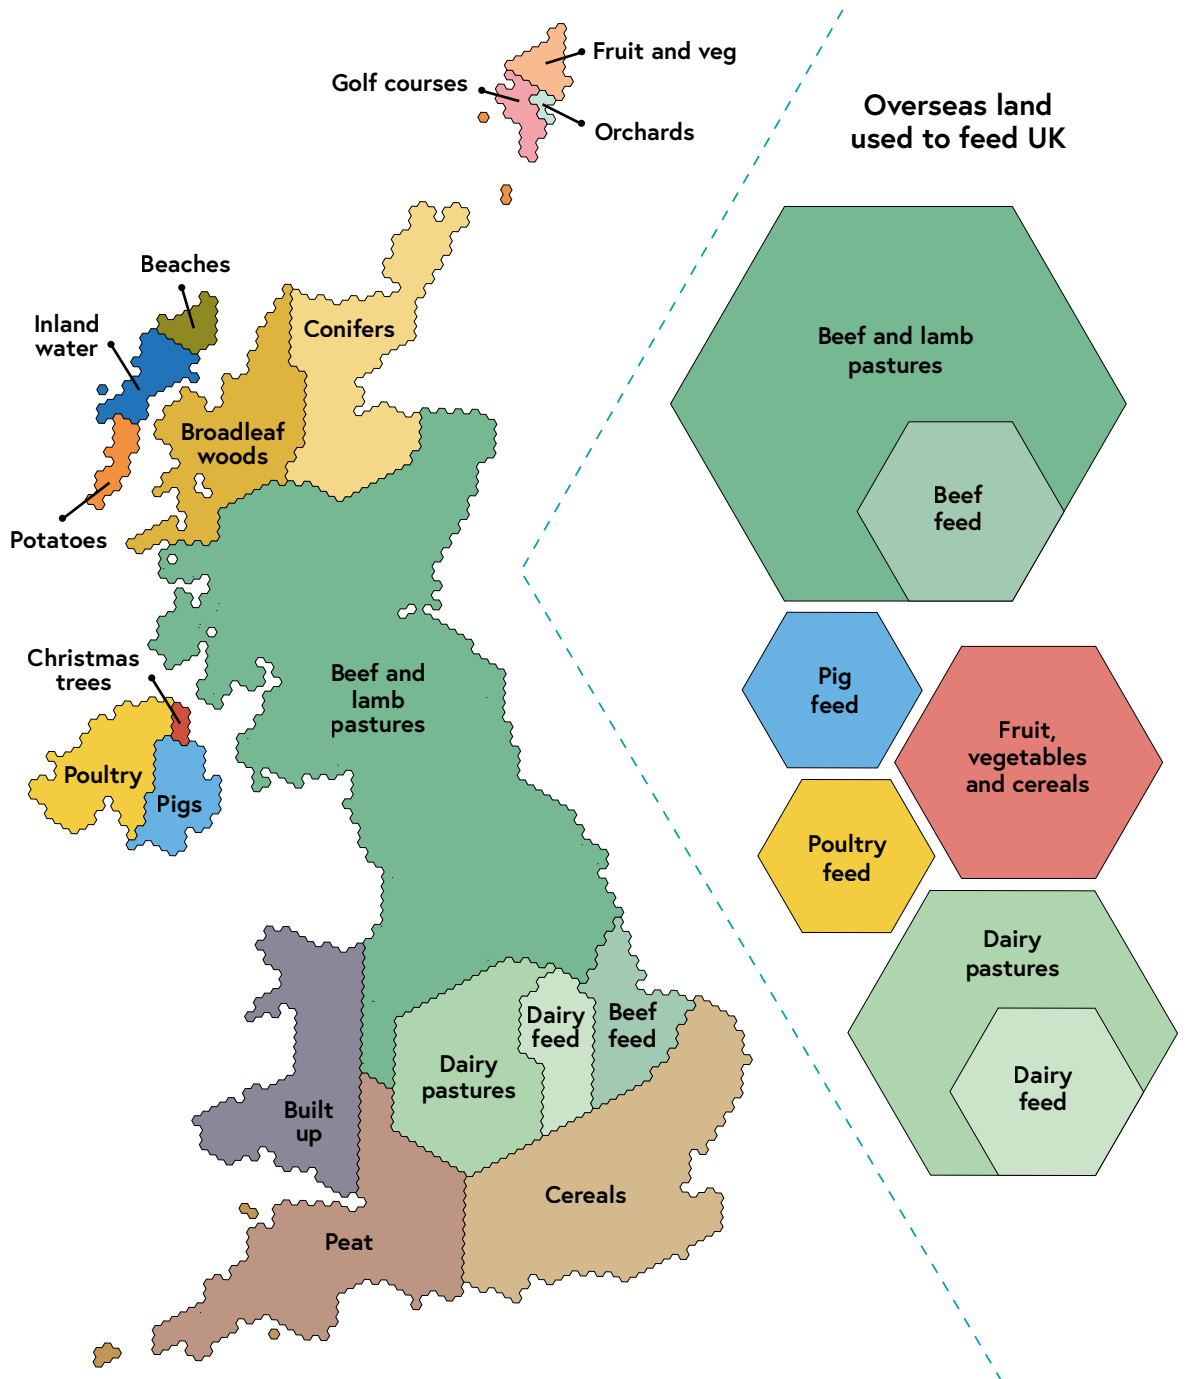 Fruit and veg
Golf courses
Orchards
Beaches
Inland
water
Conifers
Broadleaf
woods
Potatoes
Christmas
trees
Beef and
lamb
pastures
Poultry
Pigs
Dairy
feed
Beef
feed
Dairy
pastures
Built
up
Cereals
Peat
Overseas land
used to feed UK
Beef and lamb
pastures
Beef
feed
Pig
feed
Fruit,
vegetables
and cereals
Poultry
feed
Dairy
pastures
Dairy
feed